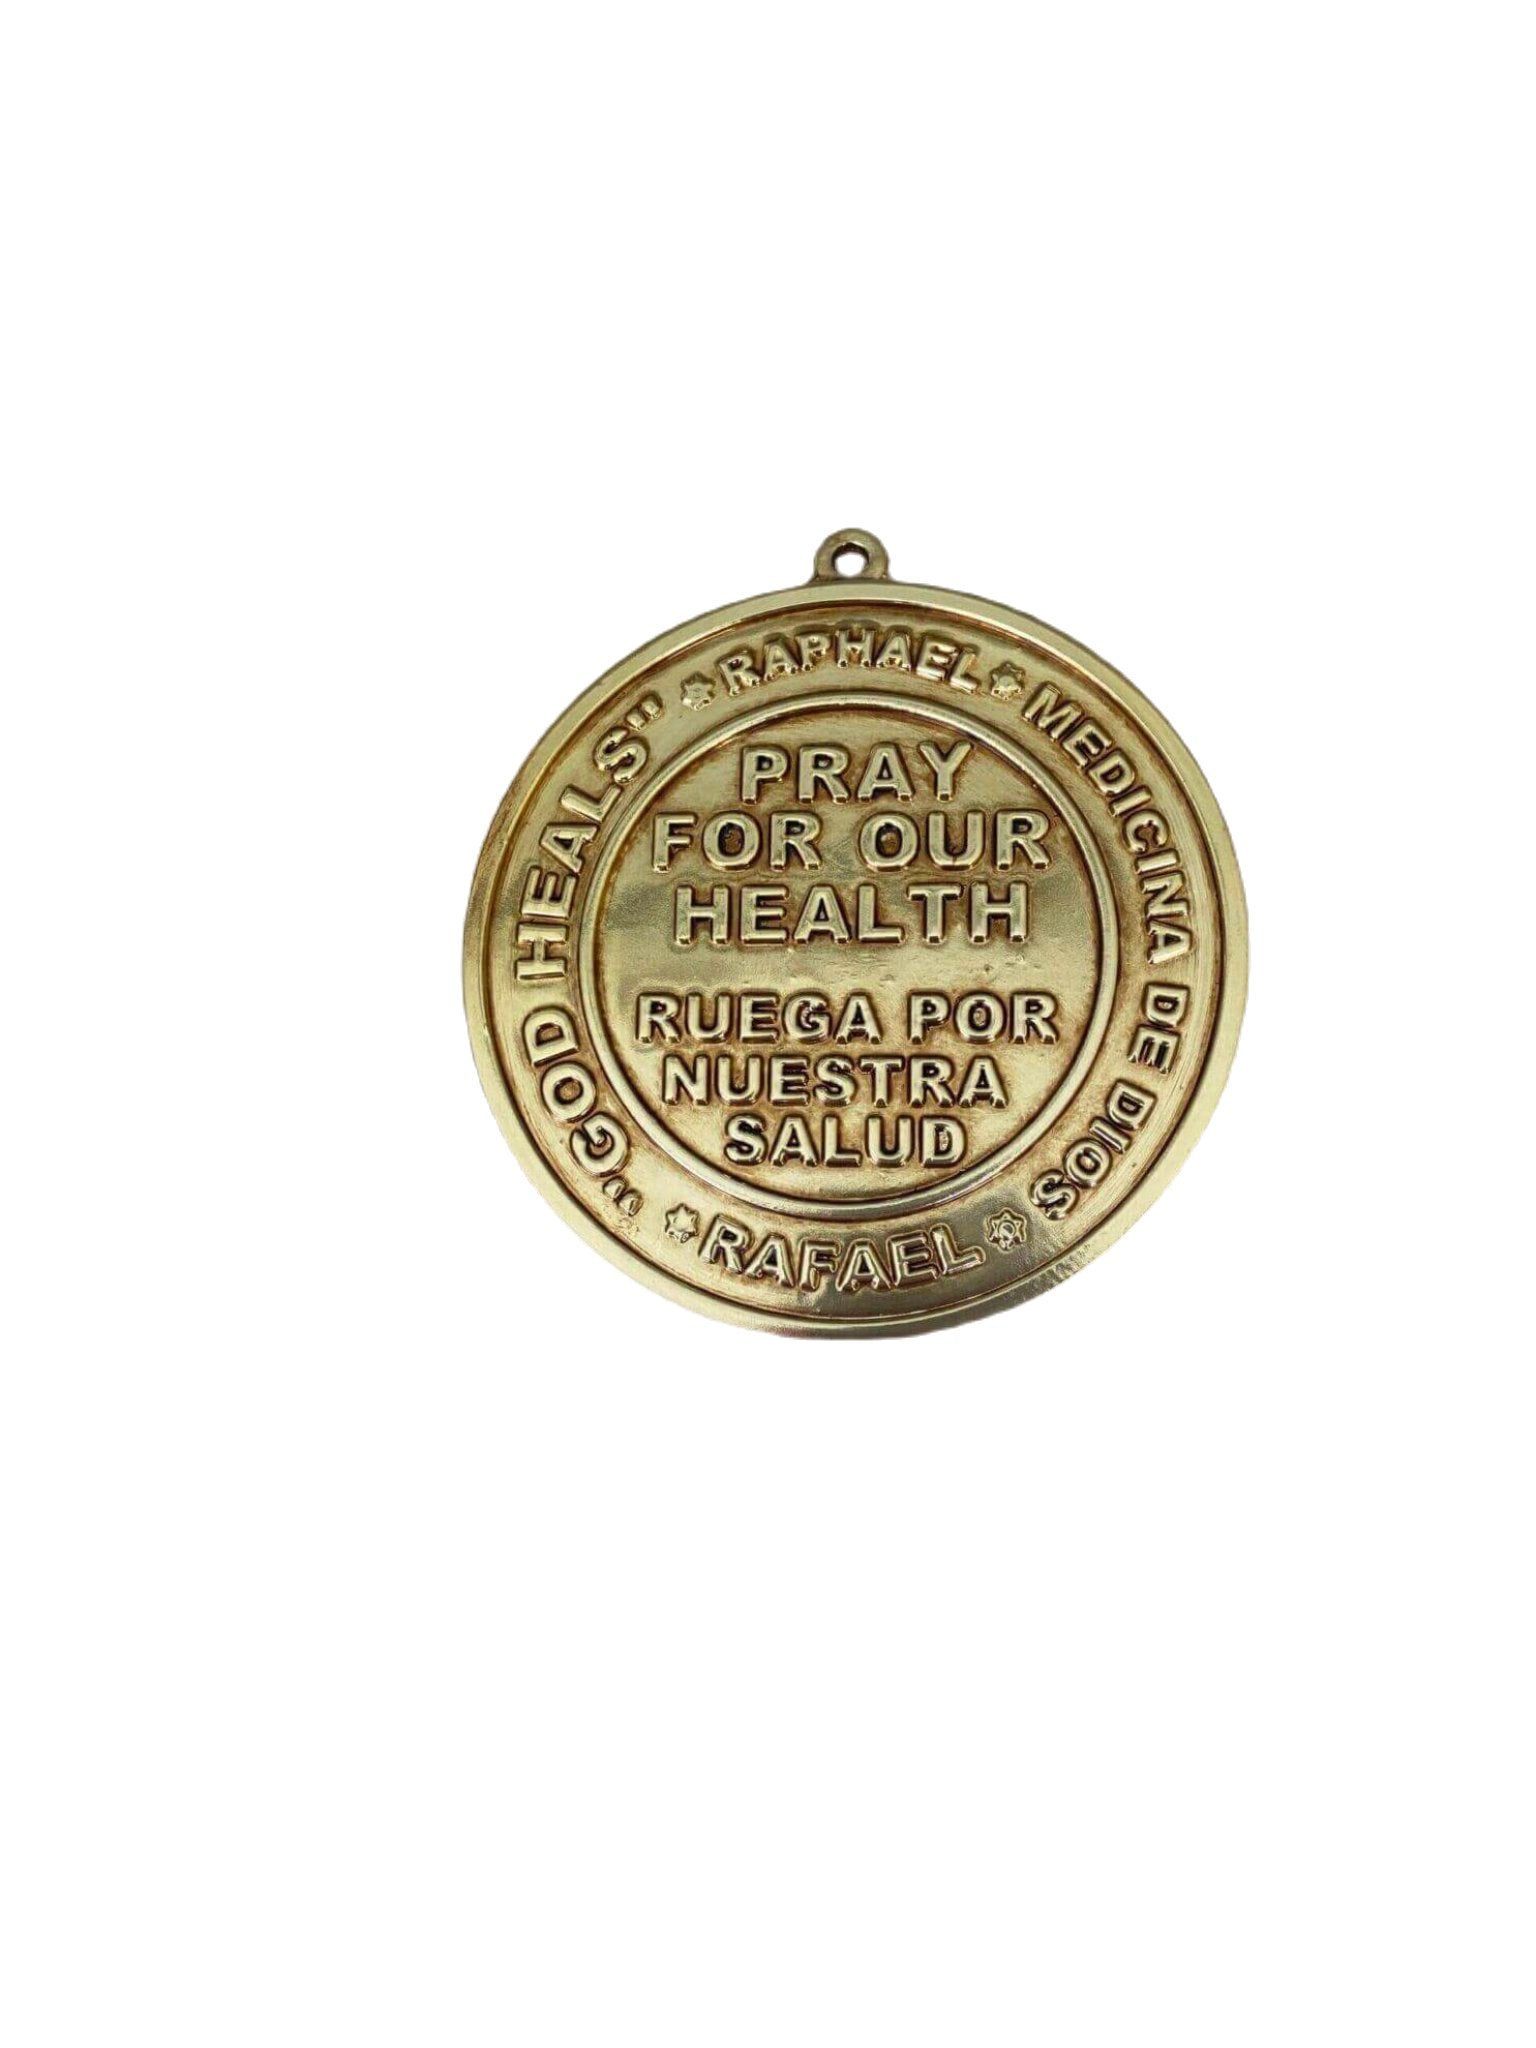 "GOD HEALS"
RAPHAEL
MEDICINA DE DIOS
RAFAEL
PRAY
FOR OUR
HEALTH
RUEGA POR
NUESTRA
SALUD